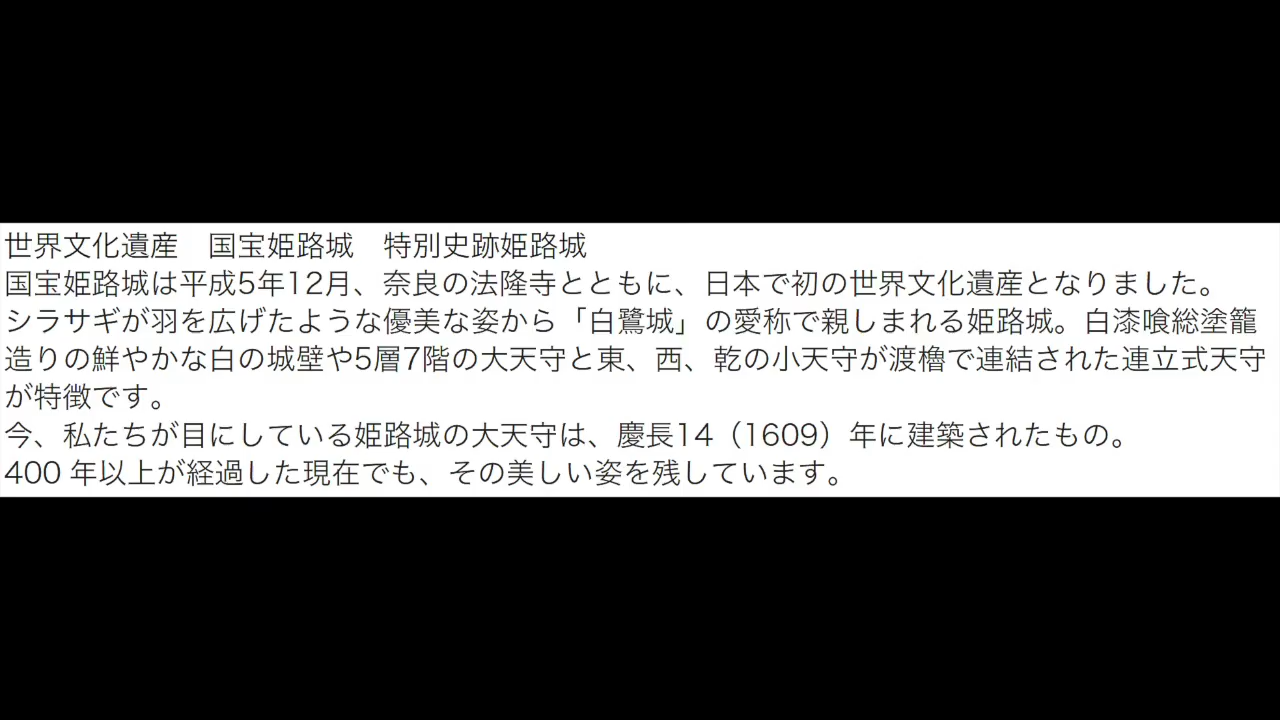 世界文化遺産　国宝姫路城　特別史跡姫路城
国宝姫路城は平成5年12月、奈良の法隆寺とともに、日本で初の世界文化遺産となりました。
シラサギが羽を広げたような優美な姿から「白鷺城」の愛称で親しまれる姫路城。白漆喰総塗籠
造りの鮮やかな白の城壁や5層7階の大天守と東、西、乾の小天守が渡櫓で連結された連立式天守
が特徴です。
今、私たちが目にしている姫路城の大天守は、慶長14（1609）年に建築されたもの。
400 年以上が経過した現在でも、その美しい姿を残しています。